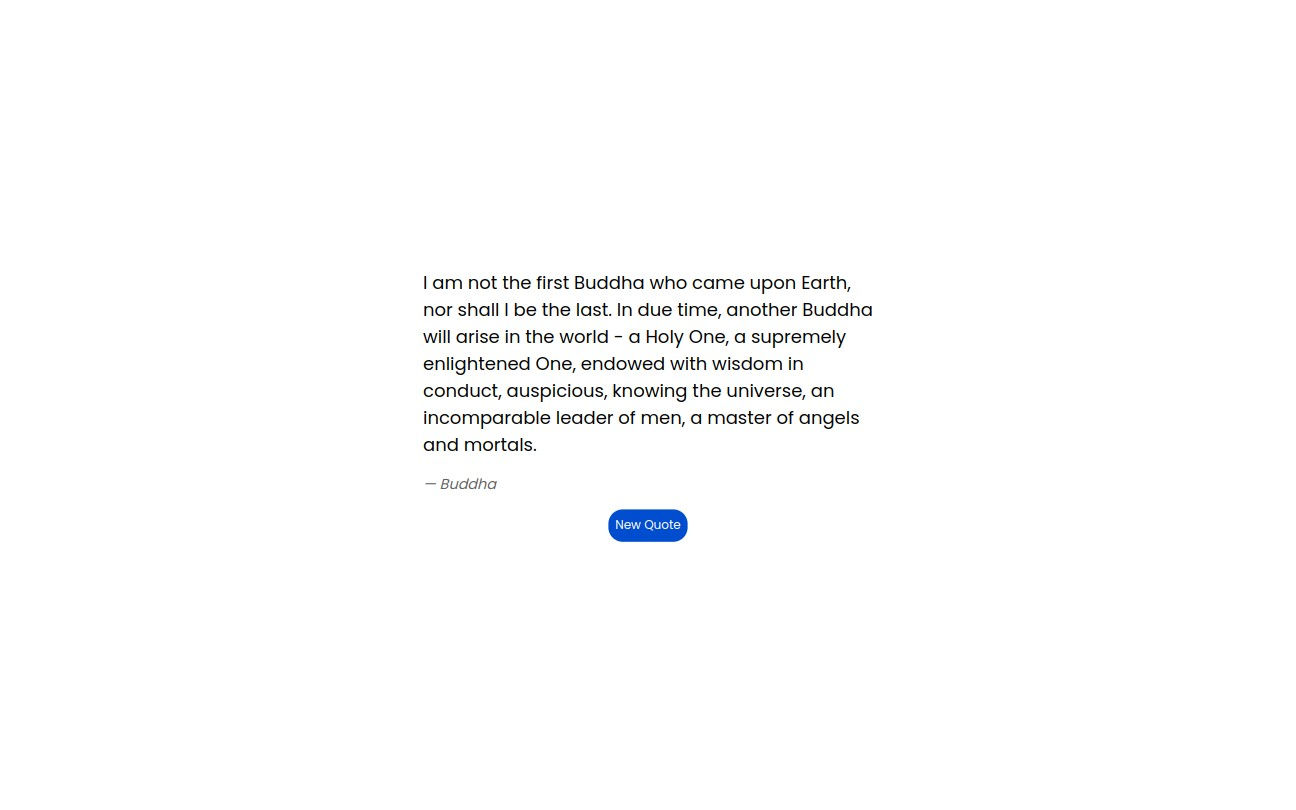 I am not the first Buddha who came upon Earth,
nor shall I be the last. In due time, another Buddha
will arise in the world - a Holy One, a supremely
enlightened One, endowed with wisdom in
conduct, auspicious, knowing the universe, an
incomparable leader of men, a master of angels
and mortals.
— Buddha
New Quote